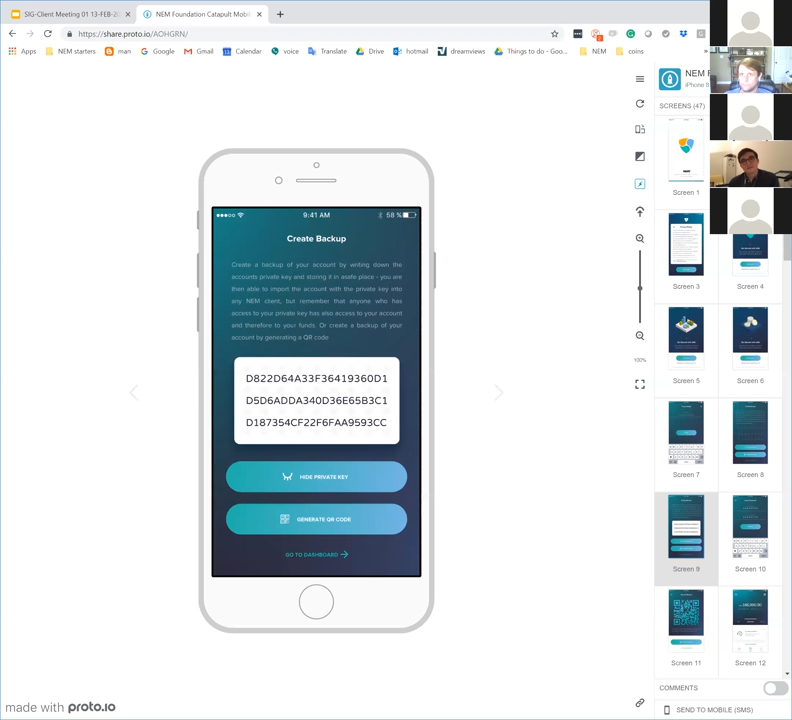 SIG-Client Meeting 01 13-FEB-20
NEM Foundation Catapult Mobil
https://share.proto.io/AOHGRN/
Apps
NEM starters
man
Google
Gmail
Calendar
voice
Translate
Drive
hotmail
dreamviews
Things to do - Goo...
NEM
coins
»
NEM
iPhone 8
SCREENS (47)
Screen 1
Screen 3
Screen 4
Screen 5
Screen 6
Screen 7
Screen 8
Screen 9
Screen 10
Screen 11
Screen 12
100%
9:41 AM
58 %
Create Backup
Create a backup of your account by writing down the
accounts private key and storing it in asefe place - you are
then able to import the account with the private key into
any NEM client, but remember that anyone who has
access to your private key has also access to your account
and therefore to your funds. Or create a backup of your
account by generating a QR code
D822D64A33F36419360D1
D5D6ADDA340D36E65B3C1
D187354CF22F6FAA9593CC
HIDE PRIVATE KEY
GENERATE QR CODE
GO TO DASHBOARD
COMMENTS
SEND TO MOBILE (SMS)
made with proto.io